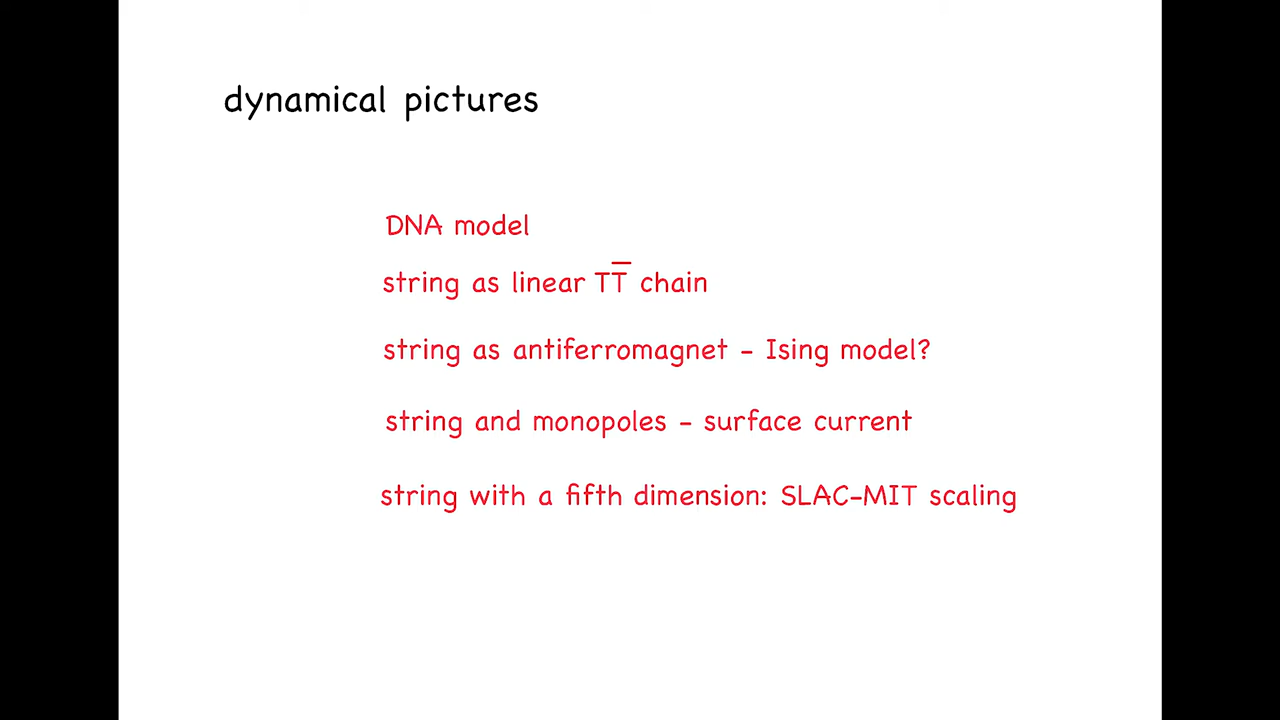 dynamical pictures
DNA model
string as linear TT̅ chain
string as antiferromagnet - Ising model?
string and monopoles - surface current
string with a fifth dimension: SLAC-MIT scaling